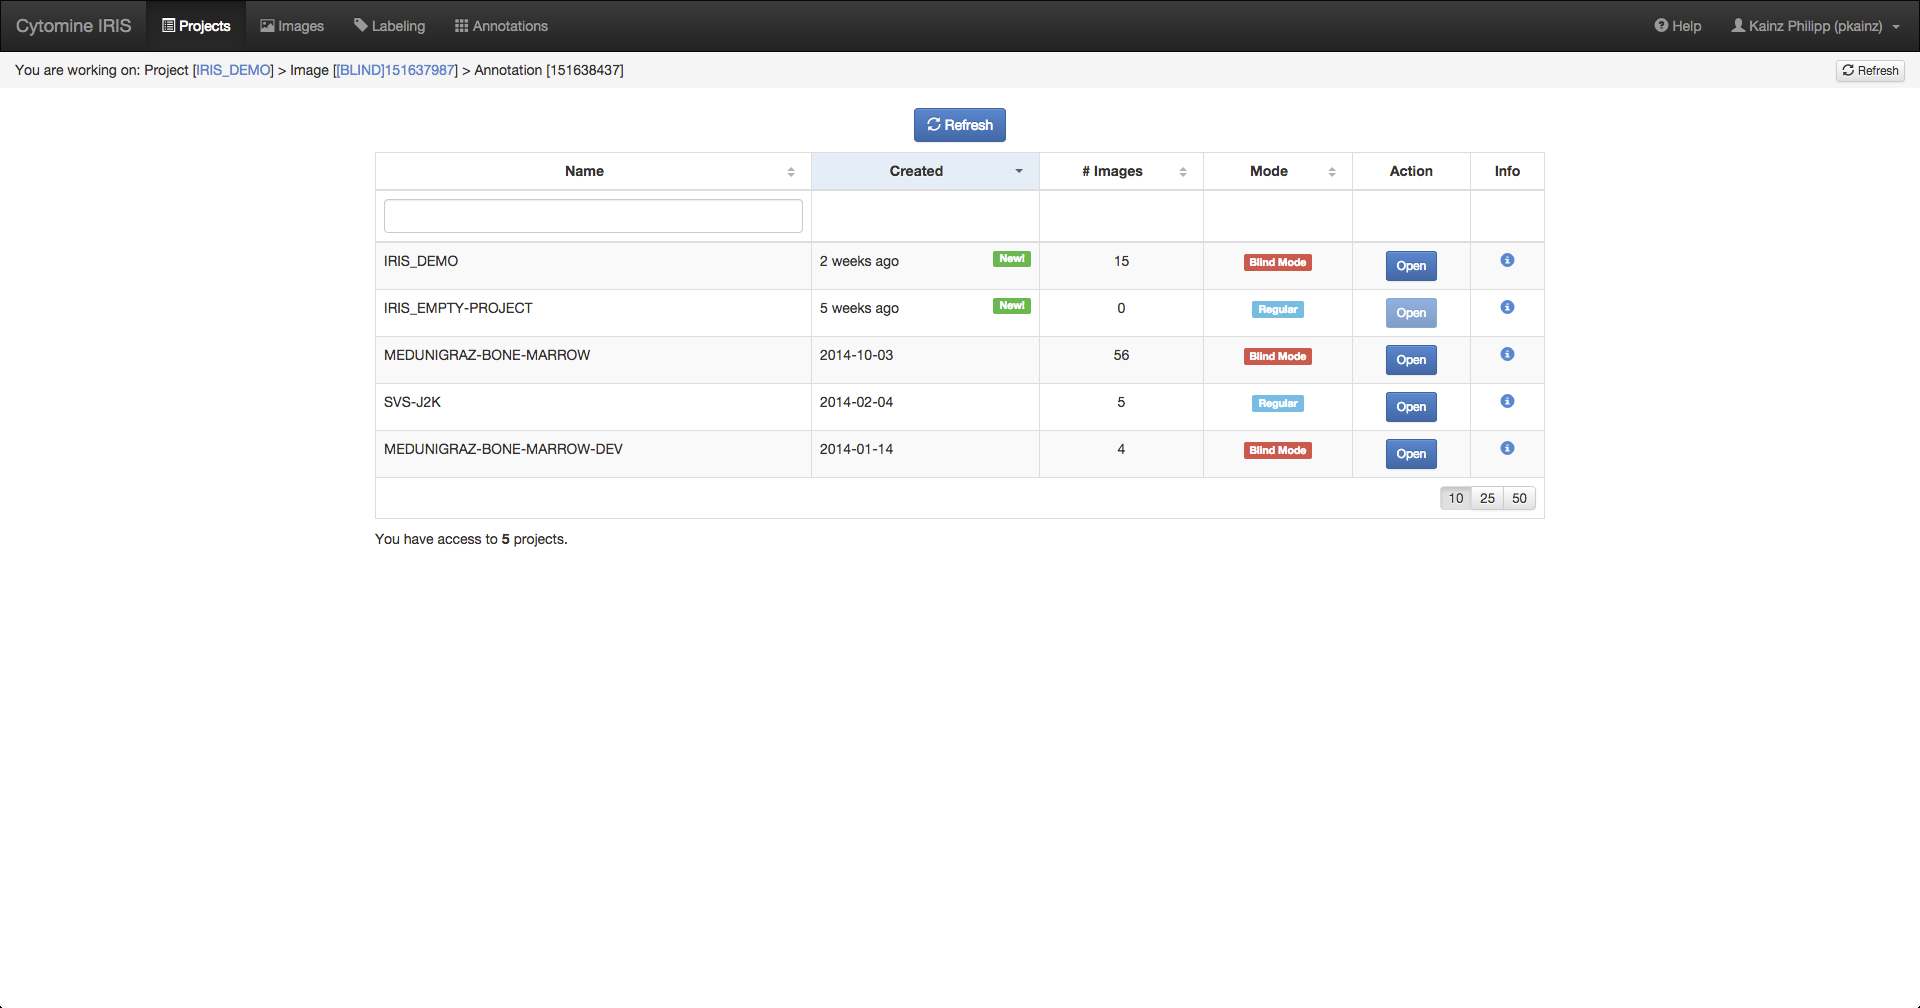 Cytomine IRIS Projects Images Labeling Annotations Help Kainz Philipp (pkainz)
You are working on: Project [IRIS_DEMO] > Image [[BLIND]151637987] > Annotation [151638437] Refresh
Refresh
Name Created # Images Mode Action Info
IRIS_DEMO 2 weeks ago New! 15 Blind Mode Open
IRIS_EMPTY-PROJECT 5 weeks ago New! 0 Regular Open
MEDUNIGRAZ-BONE-MARROW 2014-10-03 56 Blind Mode Open
SVS-J2K 2014-02-04 5 Regular Open
MEDUNIGRAZ-BONE-MARROW-DEV 2014-01-14 4 Blind Mode Open
10 25 50
You have access to 5 projects.